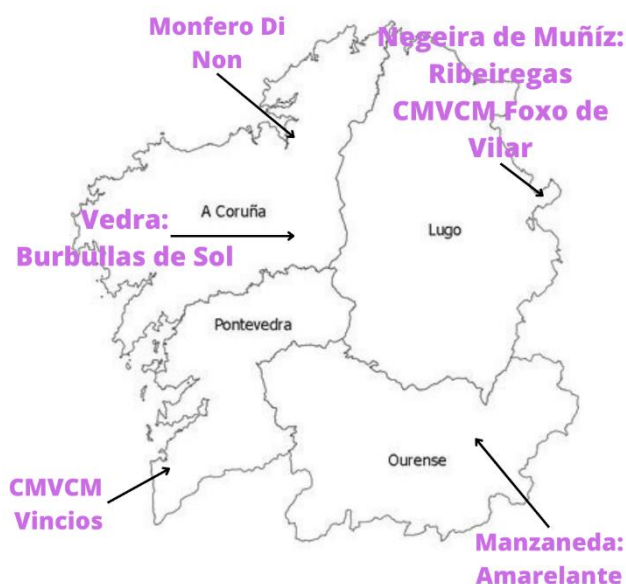 Monfero Di
Non
Negeira de Muñíz:
Ribeiregas
CMVCM Foxo de
Vilar
Vedra:
Burbullas de Sol
A Coruña
Lugo
Pontevedra
Ourense
CMVCM
Vincios
Manzaneda:
Amarelante